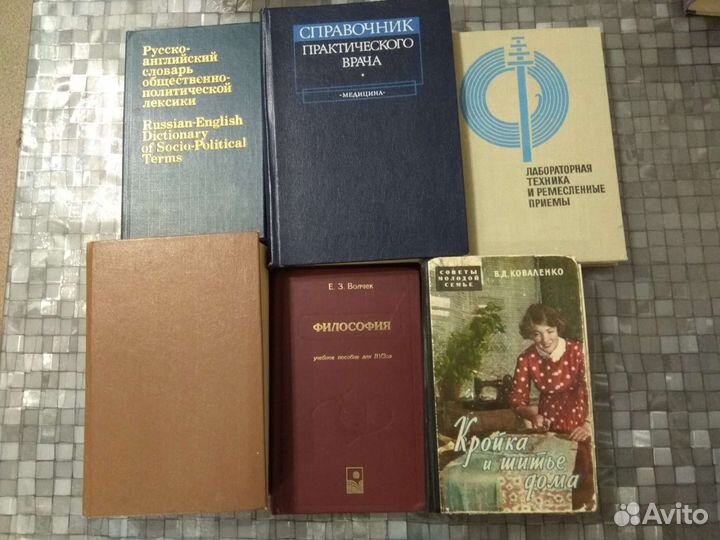 Русско-
английский
словарь
общественно-
политической
лексики
Russian-English
Dictionary
of Socio-Political
Terms
СПРАВОЧНИК
ПРАКТИЧЕСКОГО
ВРАЧА
•
«МЕДИЦИНА»
ЛАБОРАТОРНАЯ
ТЕХНИКА
И РЕМЕСЛЕННЫЕ
ПРИЕМЫ
Е. З. Волчек
ФИЛОСОФИЯ
учебное пособие для ВУЗов
СОВЕТЫ
МОЛОДОЙ
СЕМЬЕ
В.Д. КОВАЛЕНКО
Кройка
и шитье
дома
Avito